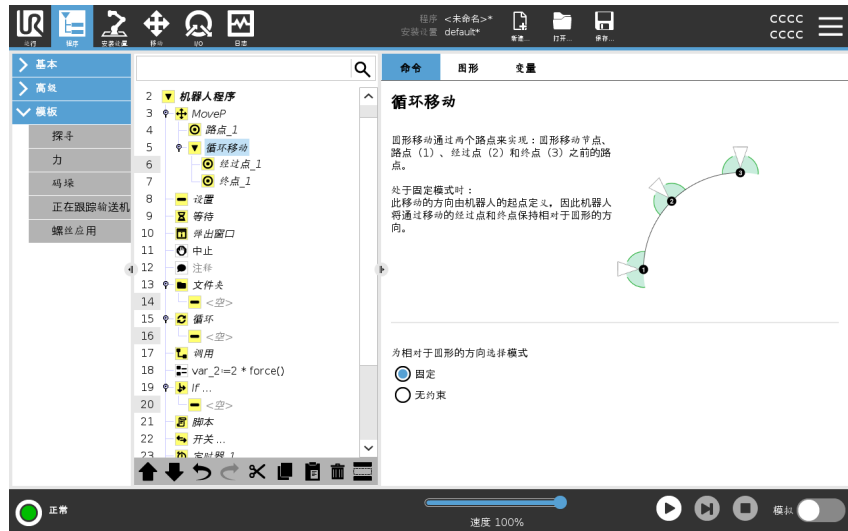 程序 <未命名>*
安装设置 default*
运行
程序
安装设置
移动
I/O
日志
新建...
打开...
保存...
cccc
cccc
基本
高级
模板
探斗
力
码垛
正在跟踪输送机
螺丝应用
2 机器人程序
3 MoveP
4 路点_1
5 循环移动
6 经过点_1
7 终点_1
8 设置
9 等待
10 弹出窗口
11 中止
12 注释
13 文件夹
14 <空>
15 循环
16 <空>
17 调用
18 var_2:=2 * force()
19 If ...
20 <空>
21 脚本
22 开关 ...
23 定时器_1
命令 图形 变量
循环移动
圆形移动通过两个路点来实现：圆形移动节点、
路点（1）、经过点（2）和终点（3）之前的路
点。
处于固定模式时：
此移动的方向由机器人的起点定义，因此机器人
将通过移动的经过点和终点保持相对于圆形的方
向。
3
2
1
为相对于圆形的方向选择模式
固定
无约束
正常
速度 100%
模拟